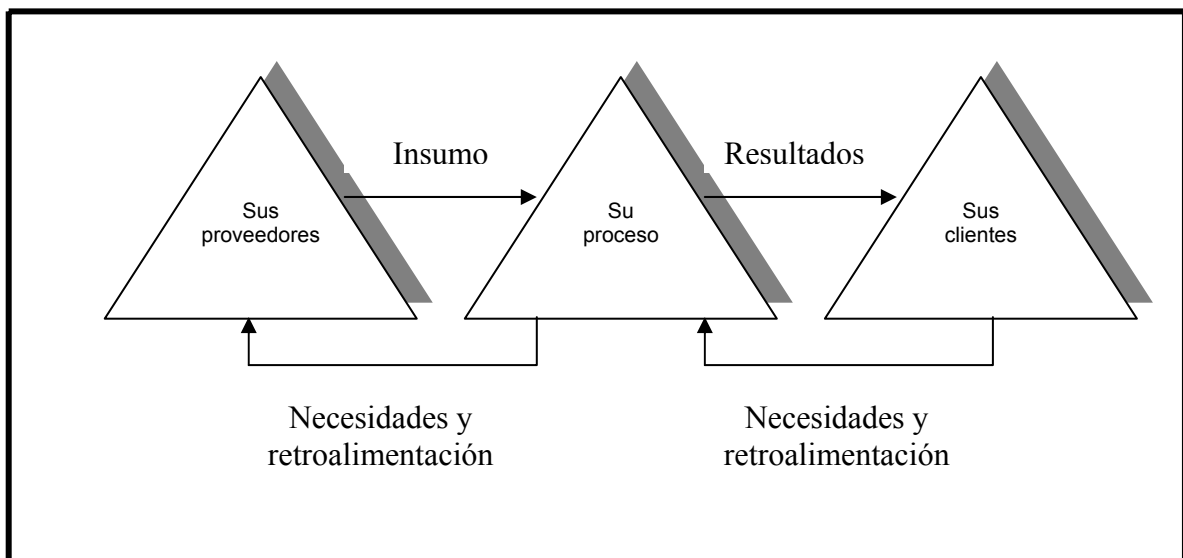 Insumo
Resultados
Sus
proveedores
Su
proceso
Sus
clientes
Necesidades y
retroalimentación
Necesidades y
retroalimentación